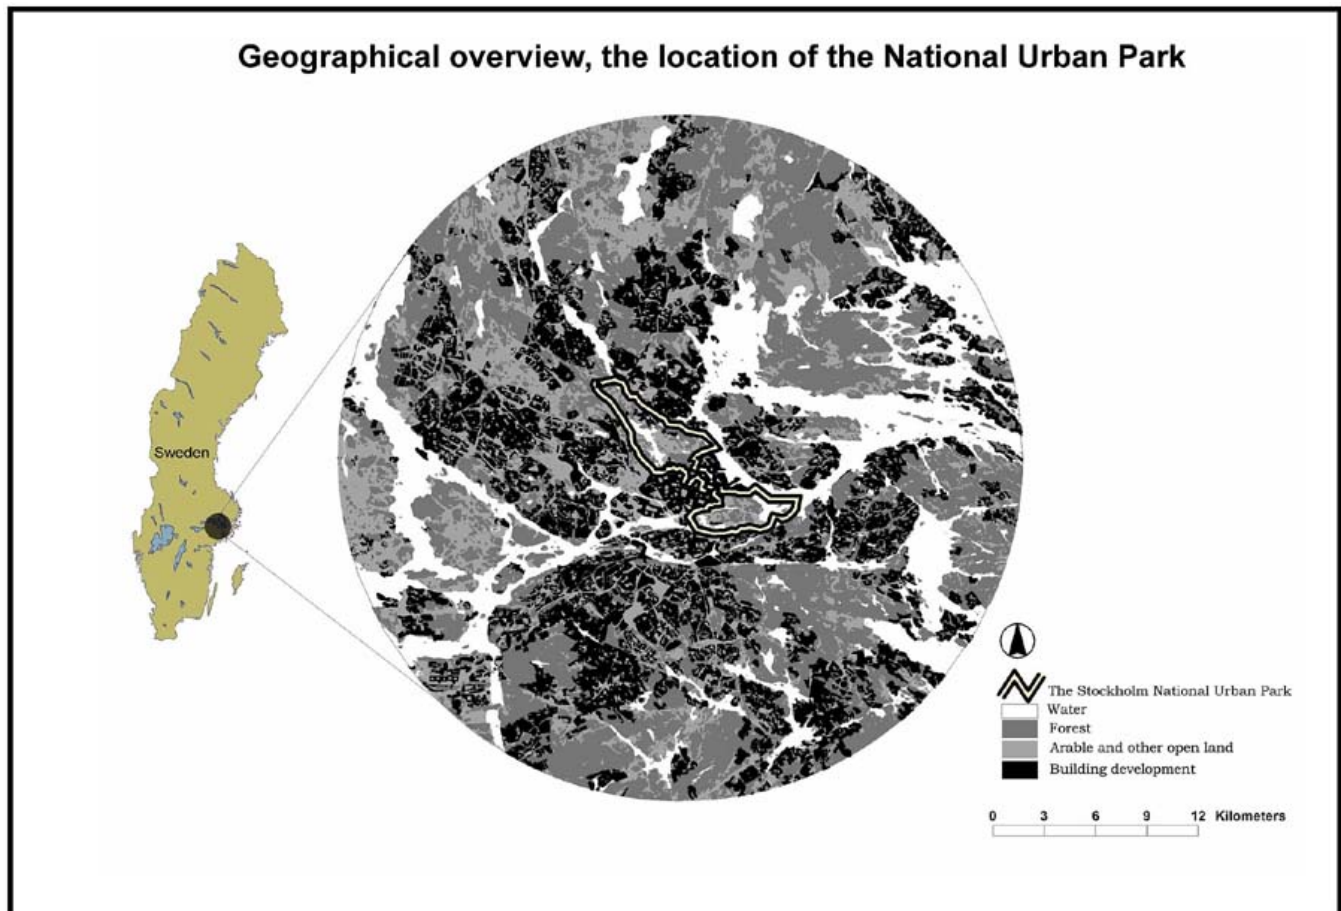 Geographical overview, the location of the National Urban Park
Sweden
The Stockholm National Urban Park
Water
Forest
Arable and other open land
Building development
0 3 6 9 12 Kilometers